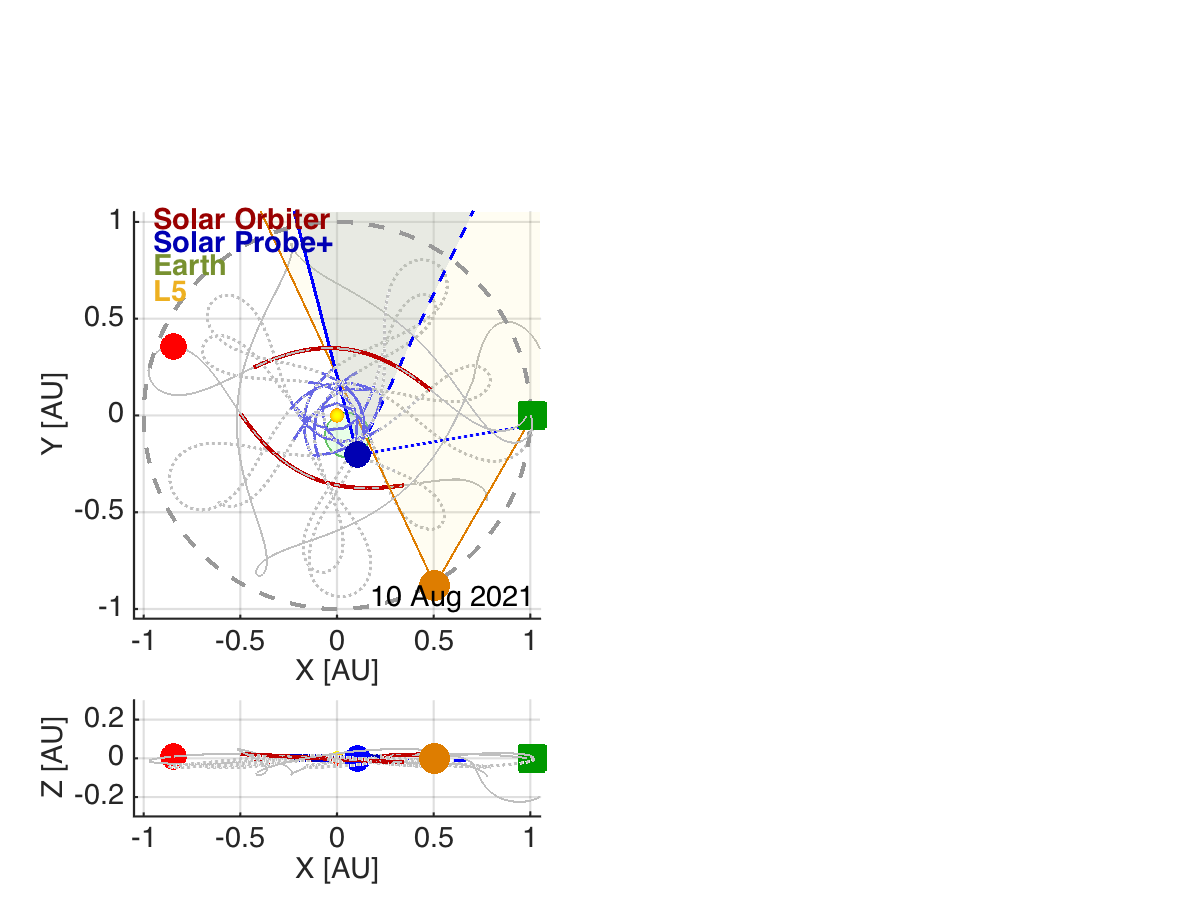 Solar Orbiter
Solar Probe+
Earth
L5
1
0.5
0
-0.5
-1
Y [AU]
10 Aug 2021
-1 -0.5 0 0.5 1
X [AU]
0.2
0
-0.2
Z [AU]
-1 -0.5 0 0.5 1
X [AU]